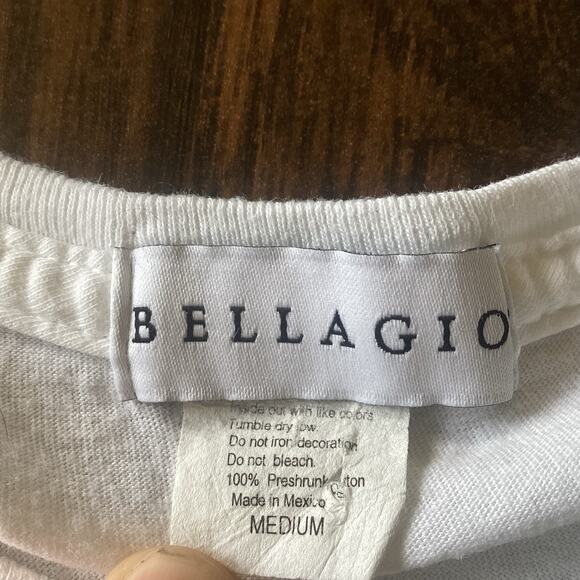 BELLAGIO
inside out with like colors
Tumble dry low.
Do not iron decoration
Do not bleach.
100% Preshrunk
Made in Mexico
MEDIUM